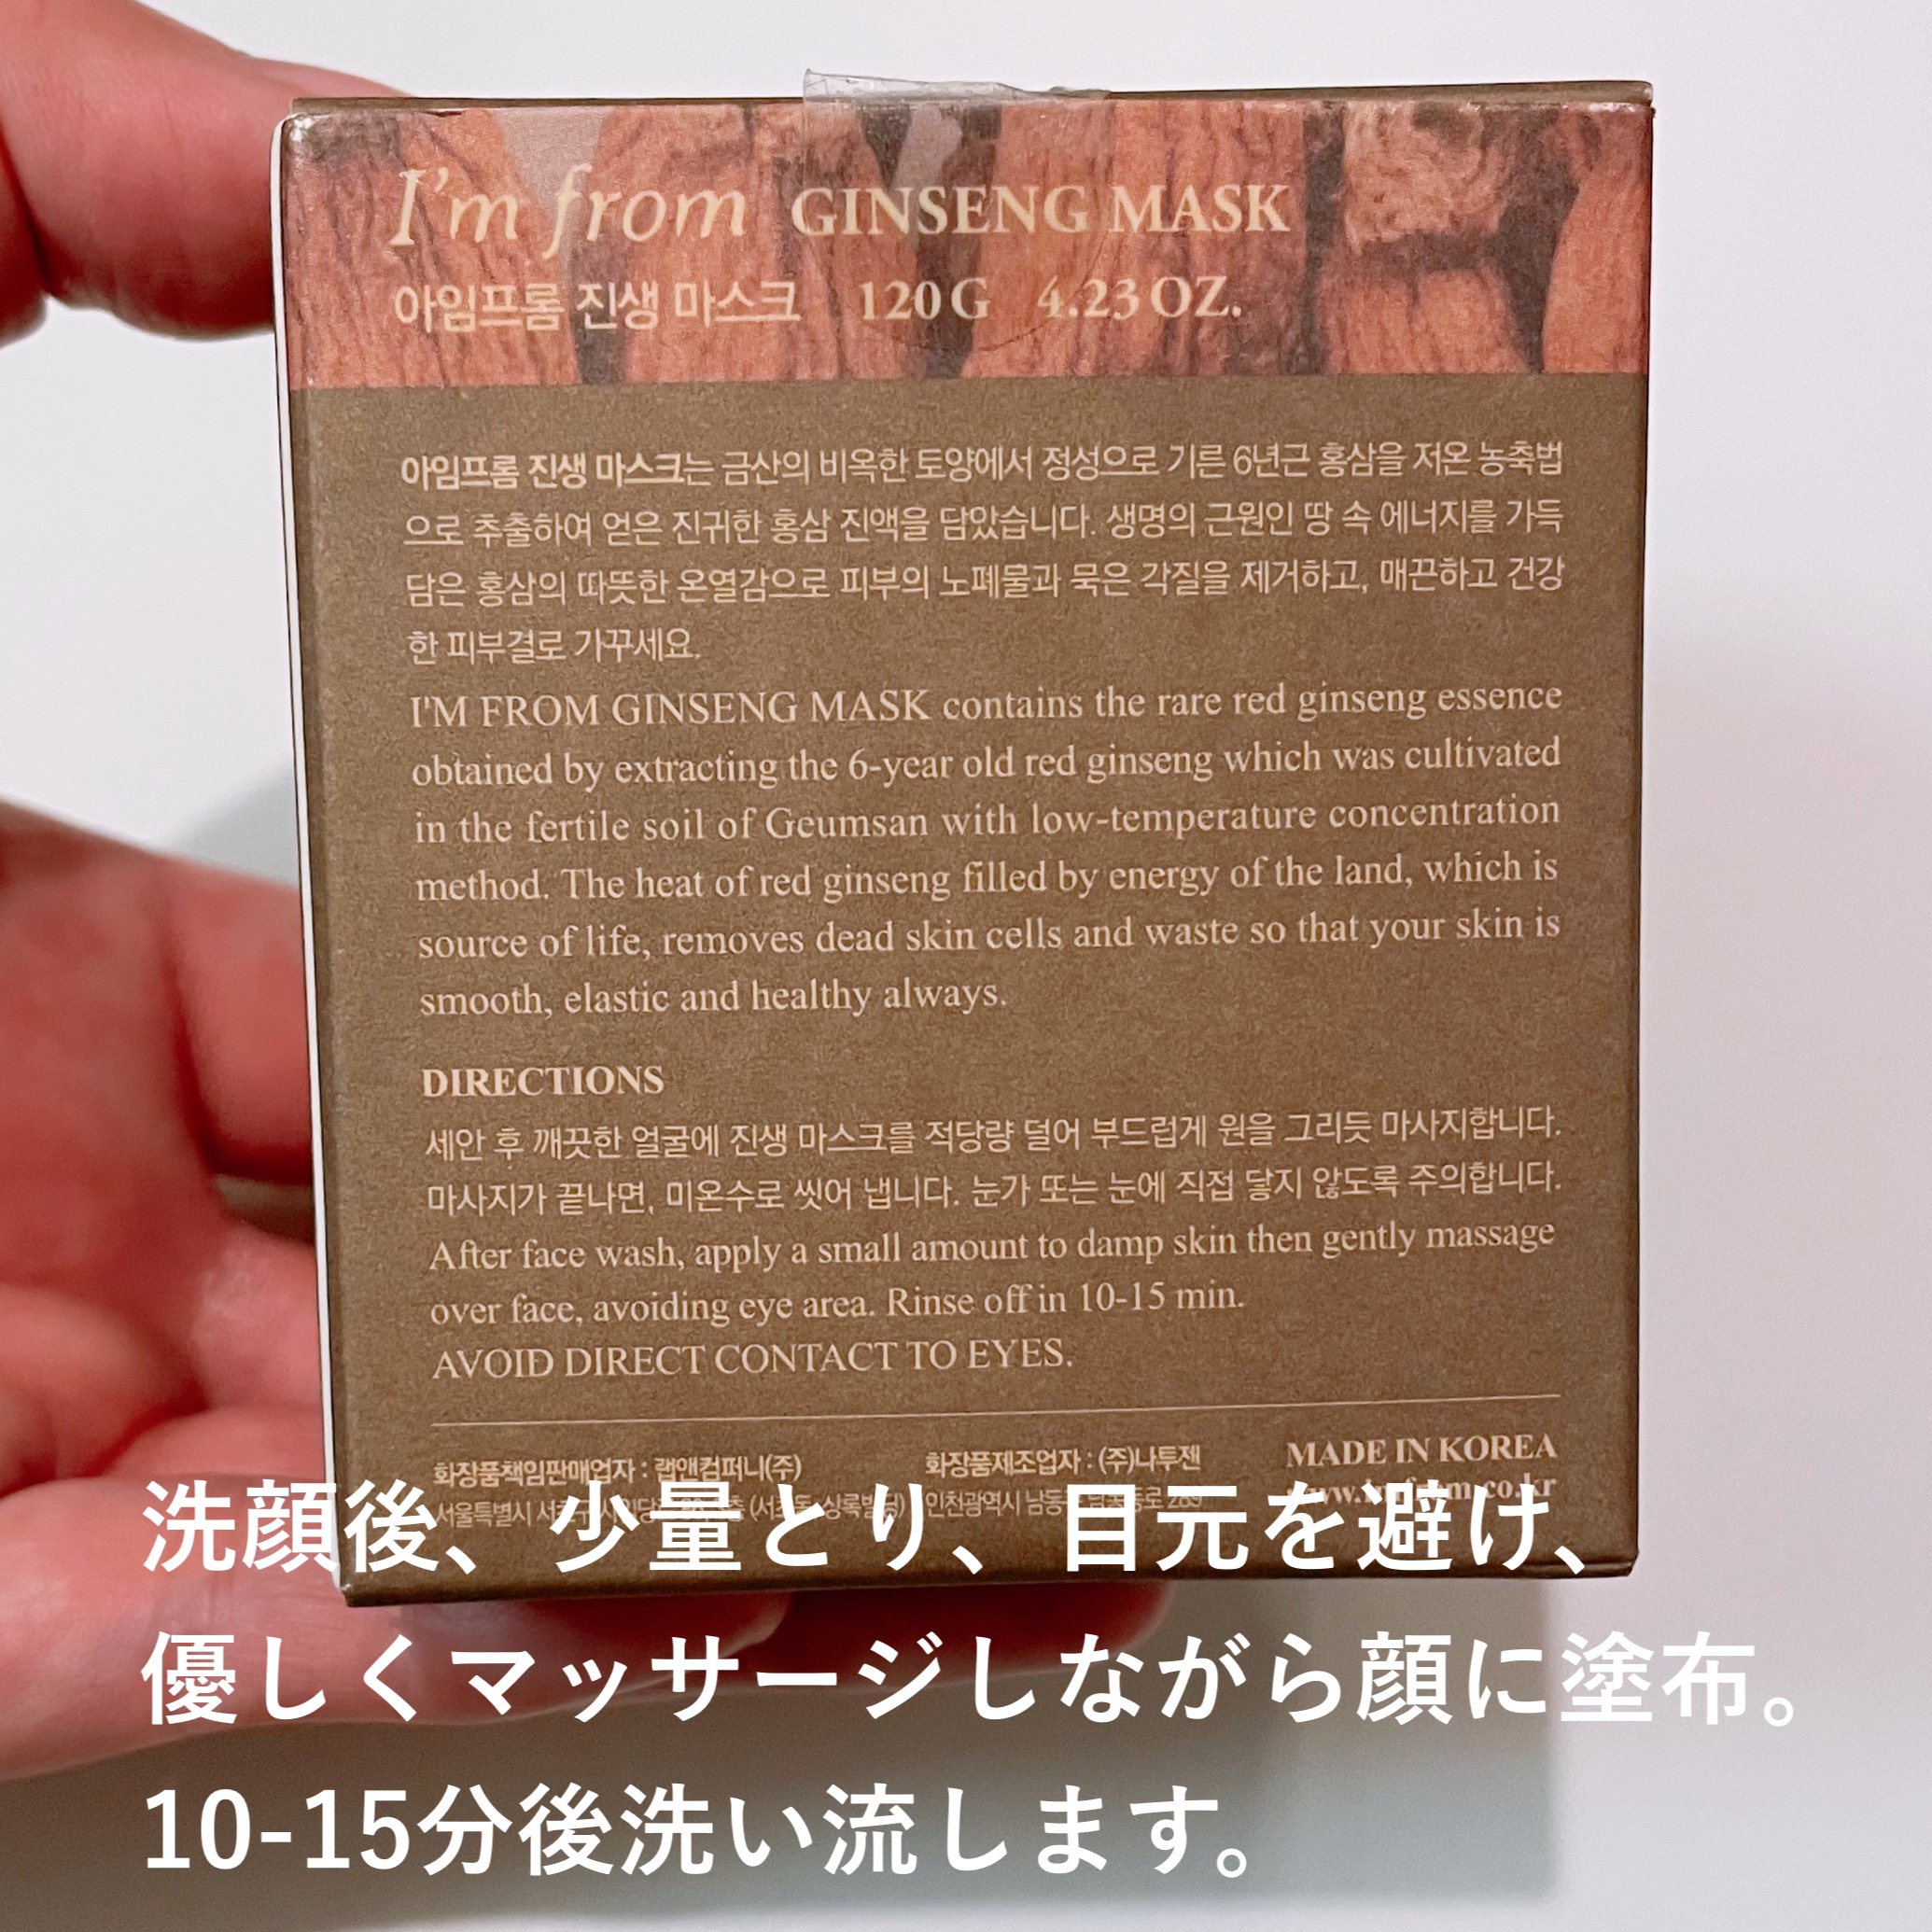 I'm from GINSENG MASK
아임프롬 진생 마스크 120G 4.23 OZ.
아임프롬 진생 마스크는 금산의 비옥한 토양에서 정성으로 기른 6년근 홍삼을 저온 농축법
으로 추출하여 얻은 진귀한 홍삼 진액을 담았습니다. 생명의 근원인 땅 속 에너지를 가득
담은 홍삼의 따뜻한 온열감으로 피부의 노폐물과 묵은 각질을 제거하고, 매끈하고 건강
한 피부결로 가꾸세요.
I'M FROM GINSENG MASK contains the rare red ginseng essence
obtained by extracting the 6-year old red ginseng which was cultivated
in the fertile soil of Geumsan with low-temperature concentration
method. The heat of red ginseng filled by energy of the land, which is
source of life, removes dead skin cells and waste so that your skin is
smooth, elastic and healthy always.
DIRECTIONS
세안 후 깨끗한 얼굴에 진생 마스크를 적당량 덜어 부드럽게 원을 그리듯 마사지합니다.
마사지가 끝나면, 미온수로 씻어 냅니다. 눈가 또는 눈에 직접 닿지 않도록 주의합니다.
After face wash, apply a small amount to damp skin then gently massage
over face, avoiding eye area. Rinse off in 10-15 min.
AVOID DIRECT CONTACT TO EYES.
화장품책임판매업자 : 랩앤컴퍼니(주) 화장품제조업자 : (주)나투젠 MADE IN KOREA
서울특별시 인천광역시
洗顔後、少量とり、目元を避け、
優しくマッサージしながら顔に塗布。
10-15分後洗い流します。